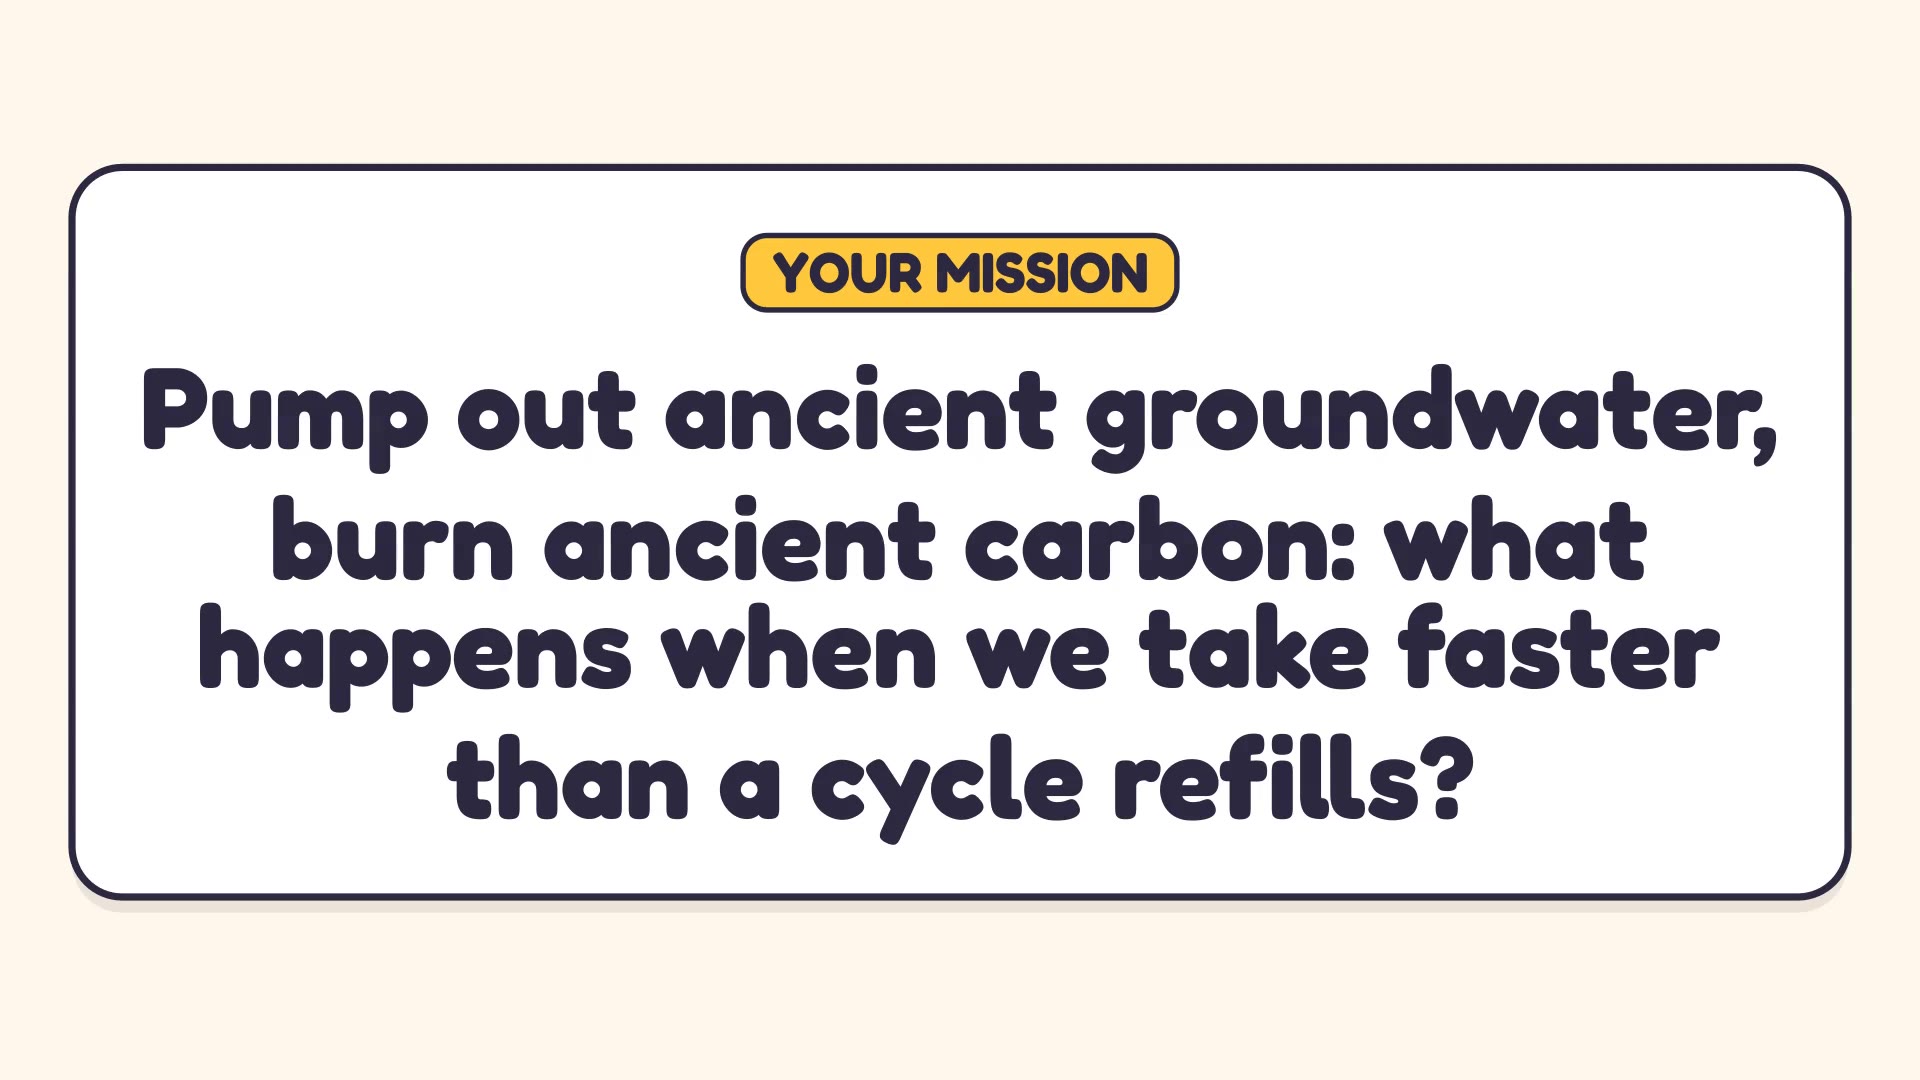 YOUR MISSION
Pump out ancient groundwater,
burn ancient carbon: what
happens when we take faster
than a cycle refills?